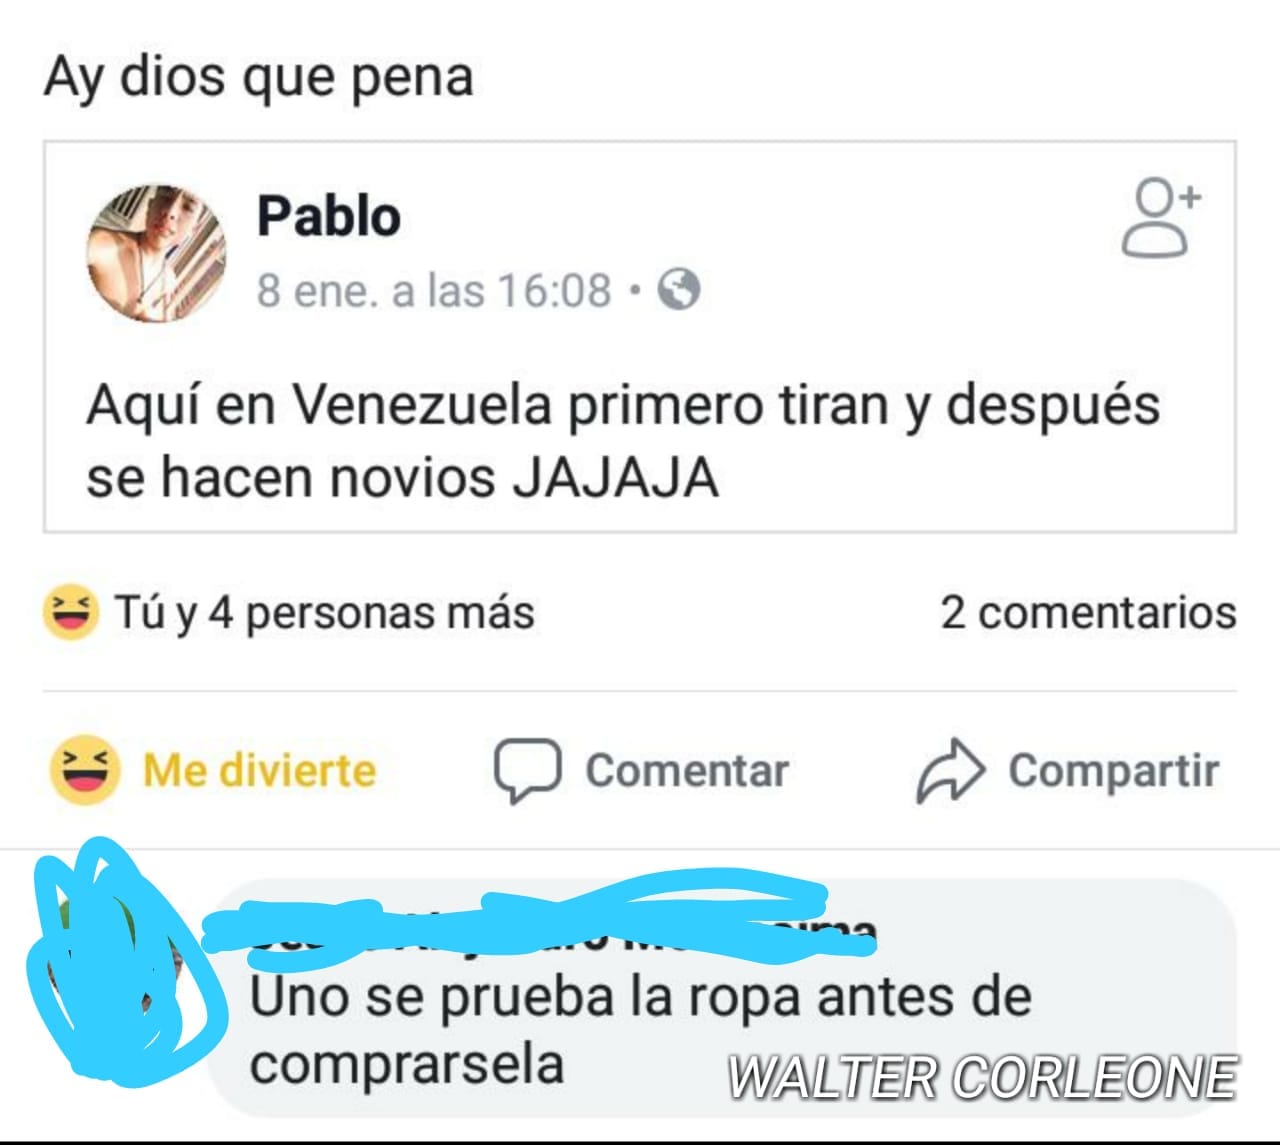 Ay dios que pena
Pablo
8 ene. a las 16:08 •
Aquí en Venezuela primero tiran y después
se hacen novios JAJAJA
Tú y 4 personas más
2 comentarios
Me divierte
Comentar
Compartir
Uno se prueba la ropa antes de
comprarsela
WALTER CORLEONE